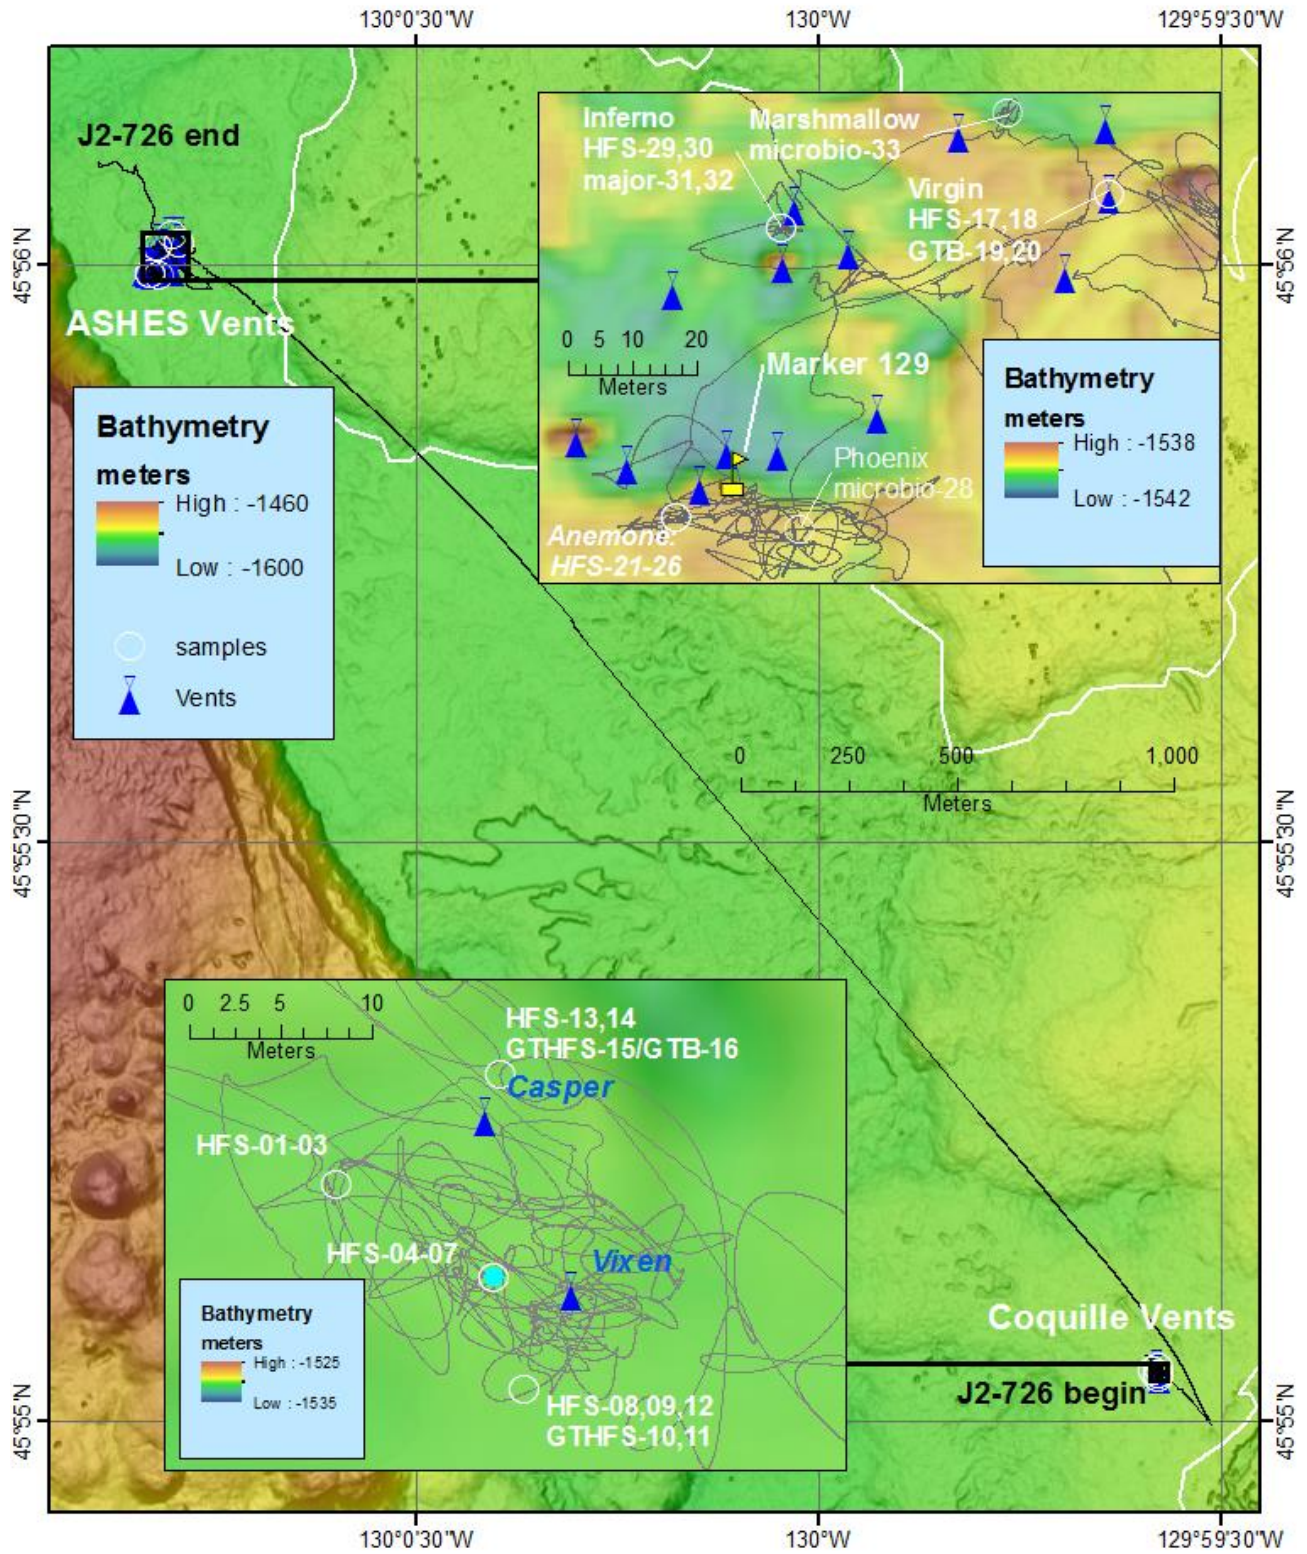 130°0'30"W
130°0'W
129°59'30"W
J2-726 end
Inferno
HFS-29,30
major-31,32
Marshmallow
microbio-33
Virgin
HFS-17,18
GTB-19,20
45°56'N
45°56'N
ASHES Vents
0 5 10 20
Meters
Marker 129
Bathymetry
meters
High : -1538
Low : -1542
Phoenix
microbio-28
Anemone:
HFS-21-26
Bathymetry
meters
High : -1460
Low : -1600
samples
Vents
0 250 500 1,000
Meters
45°55'30"N
45°55'30"N
0 2.5 5 10
Meters
HFS-13,14
GTHFS-15/GTB-16
Casper
HFS-01-03
HFS-04-07
Vixen
Bathymetry
meters
High : -1525
Low : -1535
HFS-08,09,12
GTHFS-10,11
Coquille Vents
J2-726 begin
45°55'N
45°55'N
130°0'30"W
130°0'W
129°59'30"W